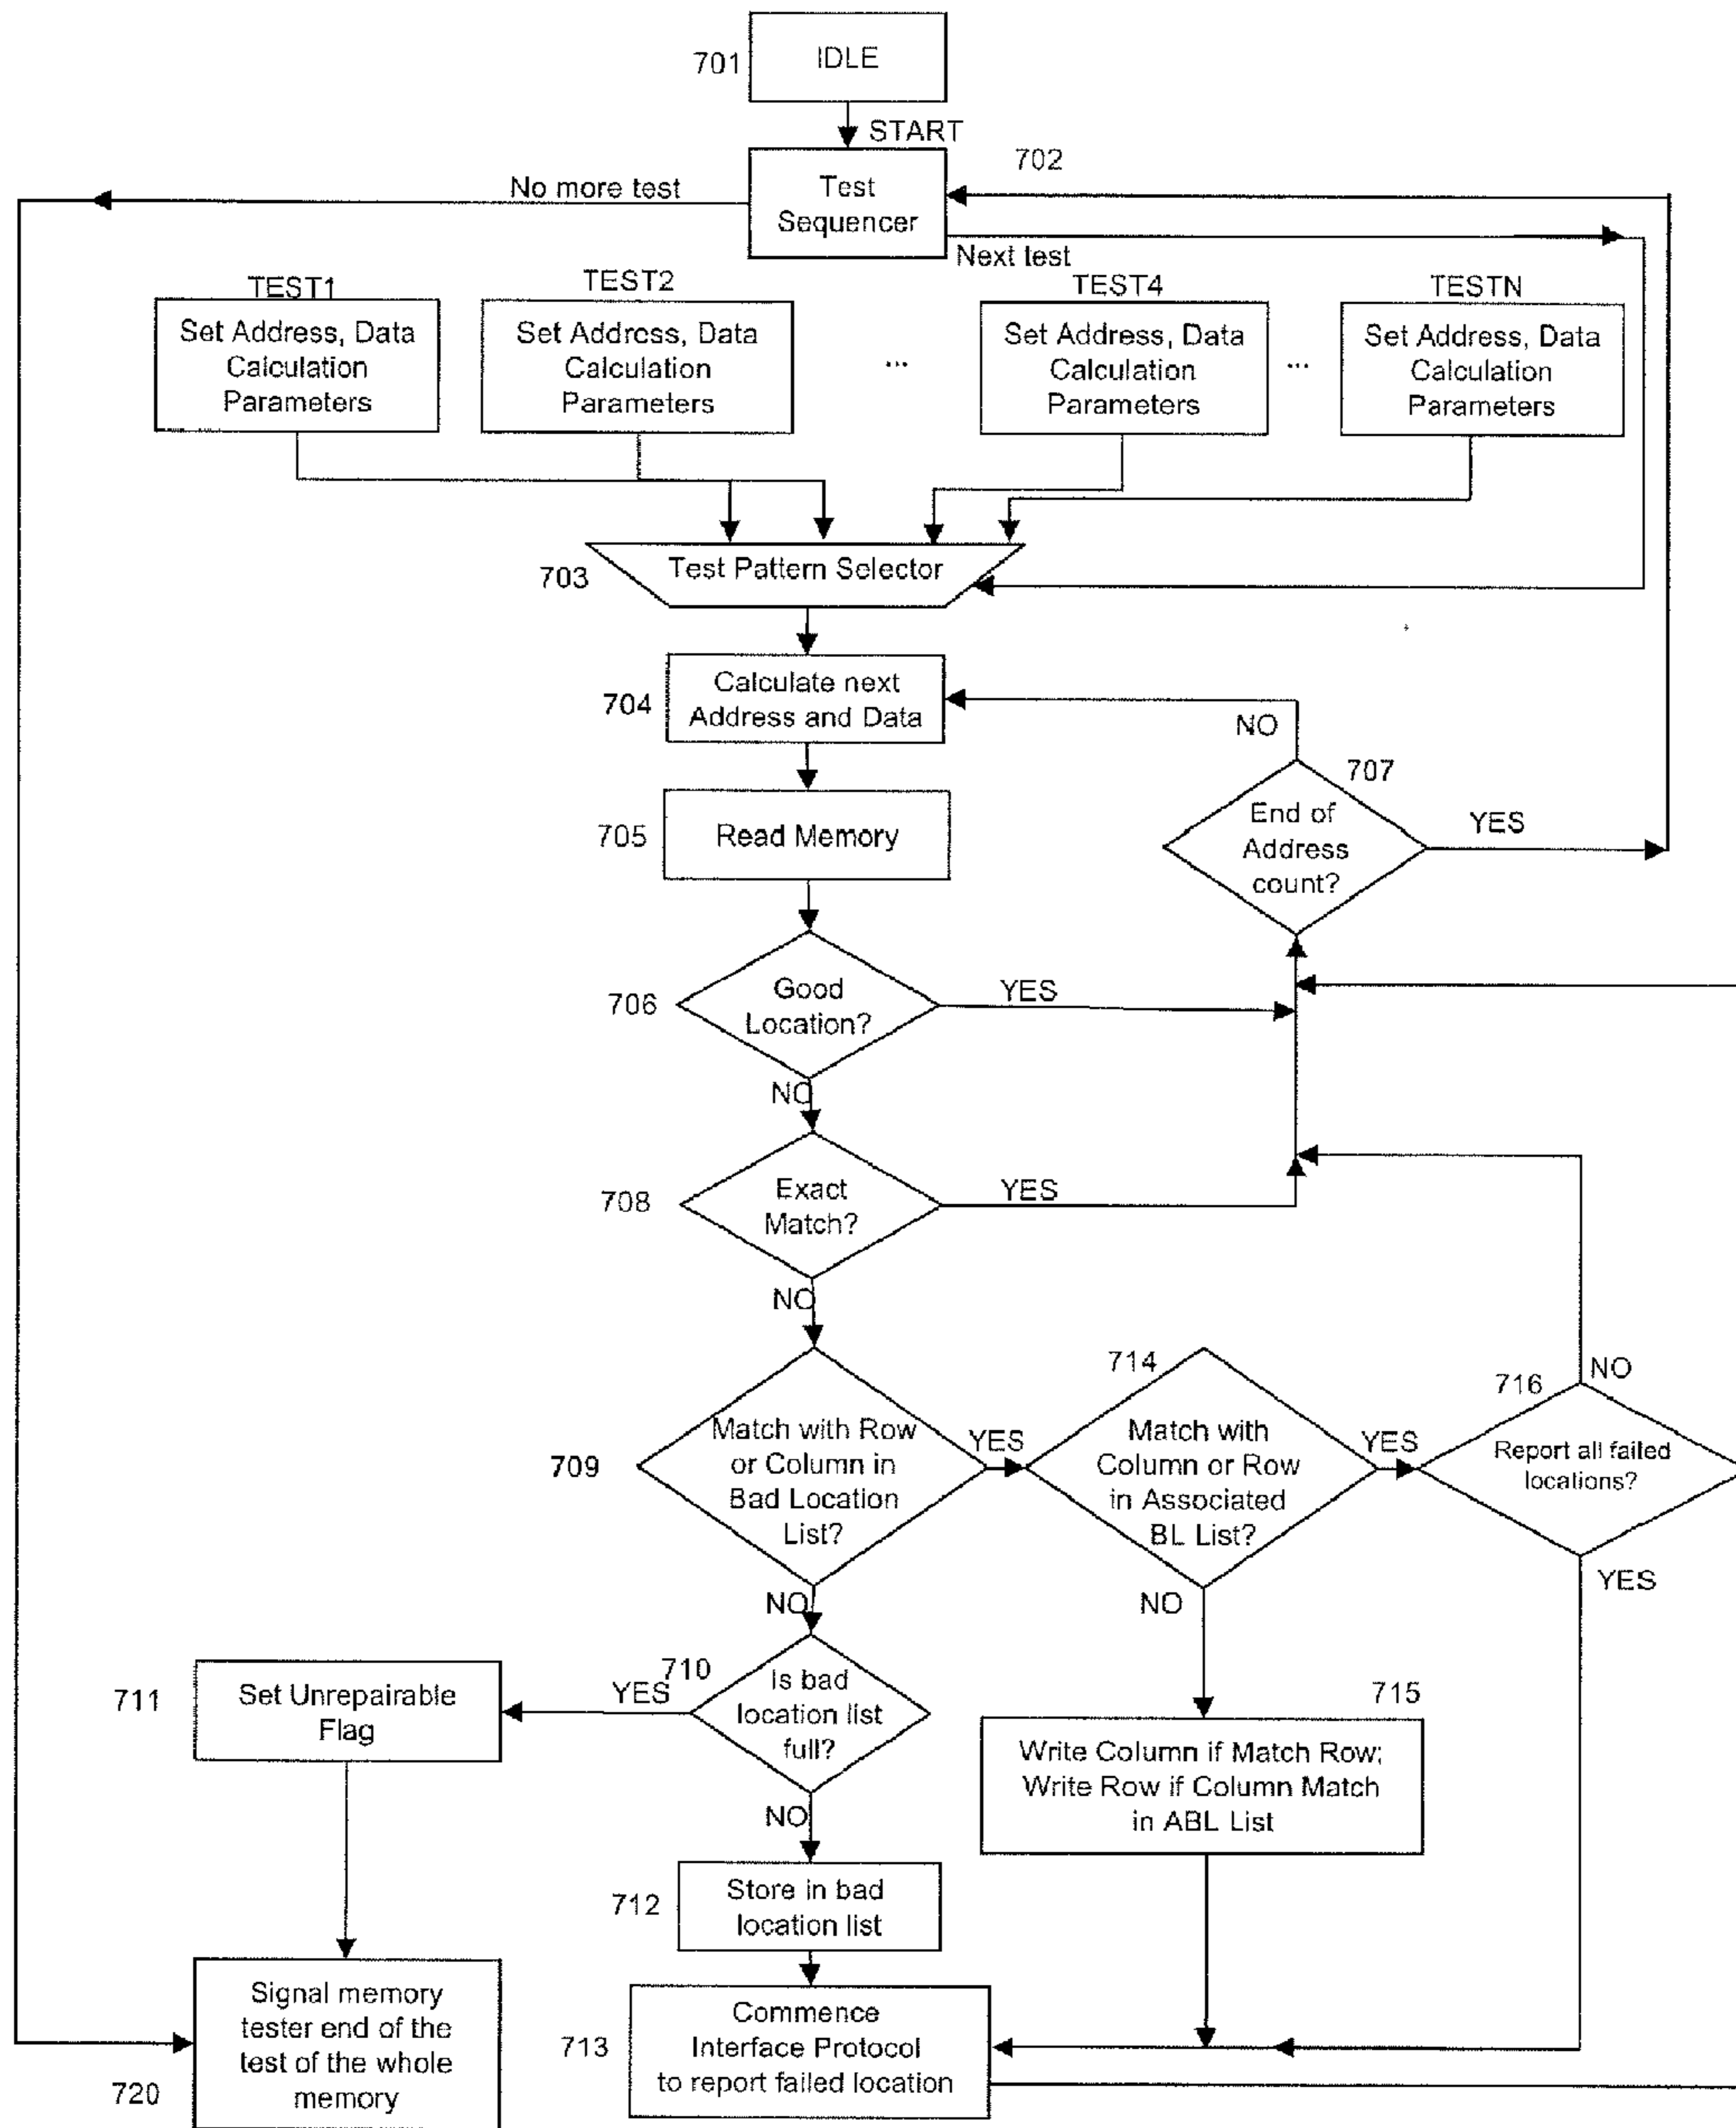 IDLE
701
START
702
No more test
Test
Sequencer
Next test
TEST1
TEST2
TEST4
TESTN
Set Address, Data
Calculation
Parameters
Set Address, Data
Calculation
Parameters
...
Set Address, Data
Calculation
Parameters
...
Set Address, Data
Calculation
Parameters
703
Test Pattern Selector
704
Calculate next
Address and Data
NO
707
705
Read Memory
End of
Address
count?
YES
706
Good
Location?
YES
NO
708
Exact
Match?
YES
NO
709
Match with Row
or Column in
Bad Location
List?
YES
714
Match with
Column or Row
in Associated
BL List?
YES
716
NO
Report all failed
locations?
YES
NO
NO
711
Set Unrepairable
Flag
YES
710
Is bad
location list
full?
715
Write Column if Match Row;
Write Row if Column Match
in ABL List
NO
712
Store in bad
location list
720
Signal memory
tester end of the
test of the whole
memory
713
Commence
Interface Protocol
to report failed location